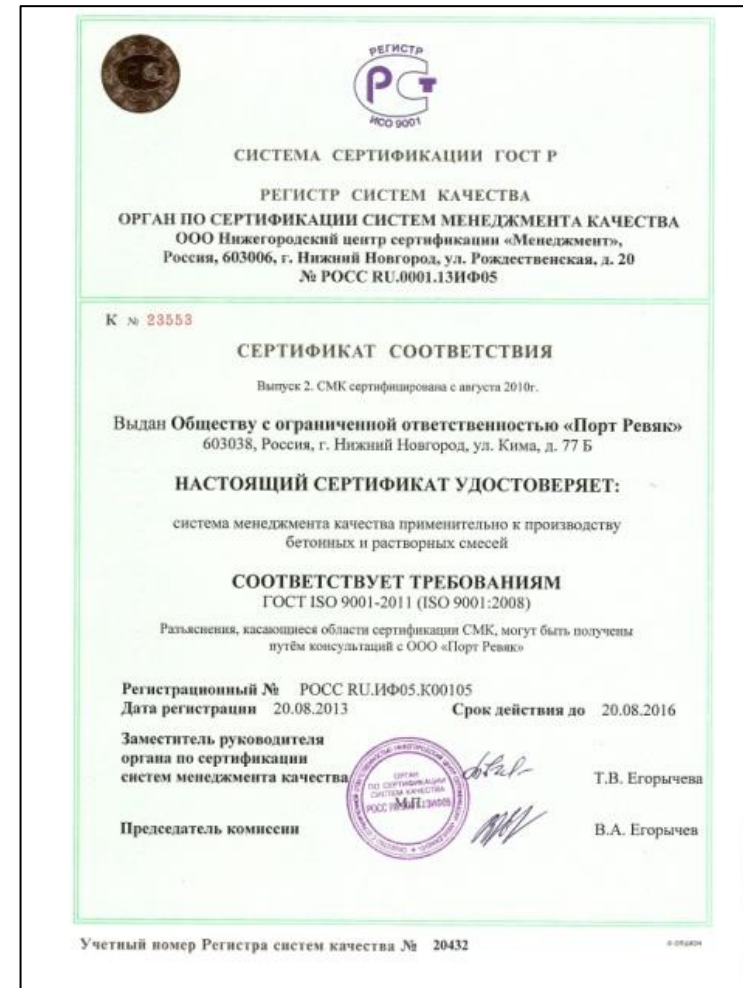 РЕГИСТР
РСТ
ИСО 9001
СИСТЕМА СЕРТИФИКАЦИИ ГОСТ Р
РЕГИСТР СИСТЕМ КАЧЕСТВА
ОРГАН ПО СЕРТИФИКАЦИИ СИСТЕМ МЕНЕДЖМЕНТА КАЧЕСТВА
ООО Нижегородский центр сертификации «Менеджмент»,
Россия, 603006, г. Нижний Новгород, ул. Рождественская, д. 20
№ РОСС RU.0001.13ИФ05
К № 23553
СЕРТИФИКАТ СООТВЕТСТВИЯ
Выпуск 2. СМК сертифицирована с августа 2010г.
Выдан Обществу с ограниченной ответственностью «Порт Ревяк»
603038, Россия, г. Нижний Новгород, ул. Кима, д. 77 Б
НАСТОЯЩИЙ СЕРТИФИКАТ УДОСТОВЕРЯЕТ:
система менеджмента качества применительно к производству
бетонных и растворных смесей
СООТВЕТСТВУЕТ ТРЕБОВАНИЯМ
ГОСТ ISO 9001-2011 (ISO 9001:2008)
Разъяснения, касающиеся области сертификации СМК, могут быть получены
путём консультаций с ООО «Порт Ревяк»
Регистрационный № РОСС RU.ИФ05.К00105
Дата регистрации 20.08.2013 Срок действия до 20.08.2016
Заместитель руководителя
органа по сертификации
систем менеджмента качества Т.В. Егорычева
ОРГАН
ПО СЕРТИФИКАЦИИ
СИСТЕМ КАЧЕСТВА
М.П.
Председатель комиссии В.А. Егорычев
Учетный номер Регистра систем качества № 20432